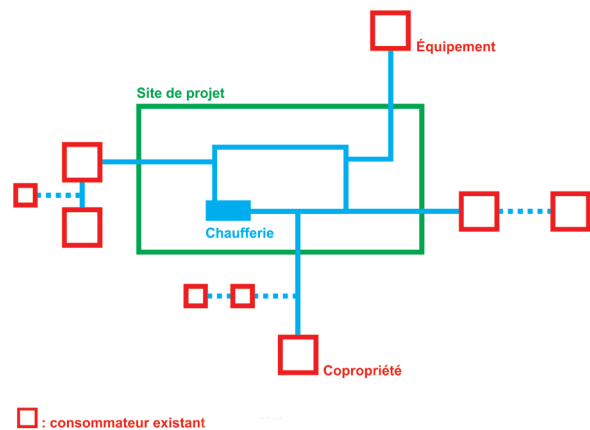 Équipement
Site de projet
Chaufferie
Copropriété
: consommateur existant